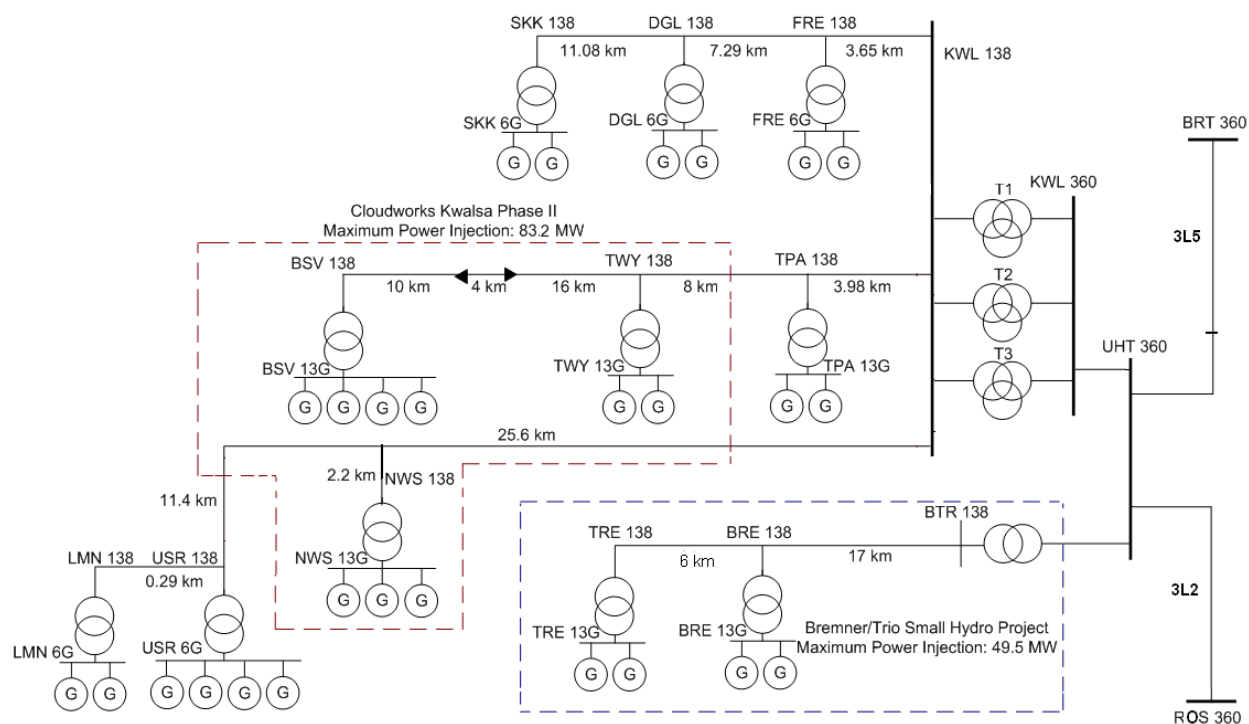 SKK 138
DGL 138
FRE 138
11.08 km
7.29 km
3.65 km
KWL 138
SKK 6G
DGL 6G
FRE 6G
G G
G G
G G
BRT 360
T1
KWL 360
Cloudworks Kwalsa Phase II
Maximum Power Injection: 83.2 MW
3L5
BSV 138
TWY 138
TPA 138
10 km
4 km
16 km
8 km
3.98 km
T2
UHT 360
T3
BSV 13G
TWY 13G
TPA 13G
G G G G
G G
G G
25.6 km
2.2 km
NWS 138
11.4 km
BTR 138
TRE 138
BRE 138
LMN 138
USR 138
0.29 km
NWS 13G
6 km
17 km
3L2
G G G
TRE 13G
BRE 13G
Bremner/Trio Small Hydro Project
Maximum Power Injection: 49.5 MW
LMN 6G
USR 6G
G G
G G
G G
G G G G
ROS 360